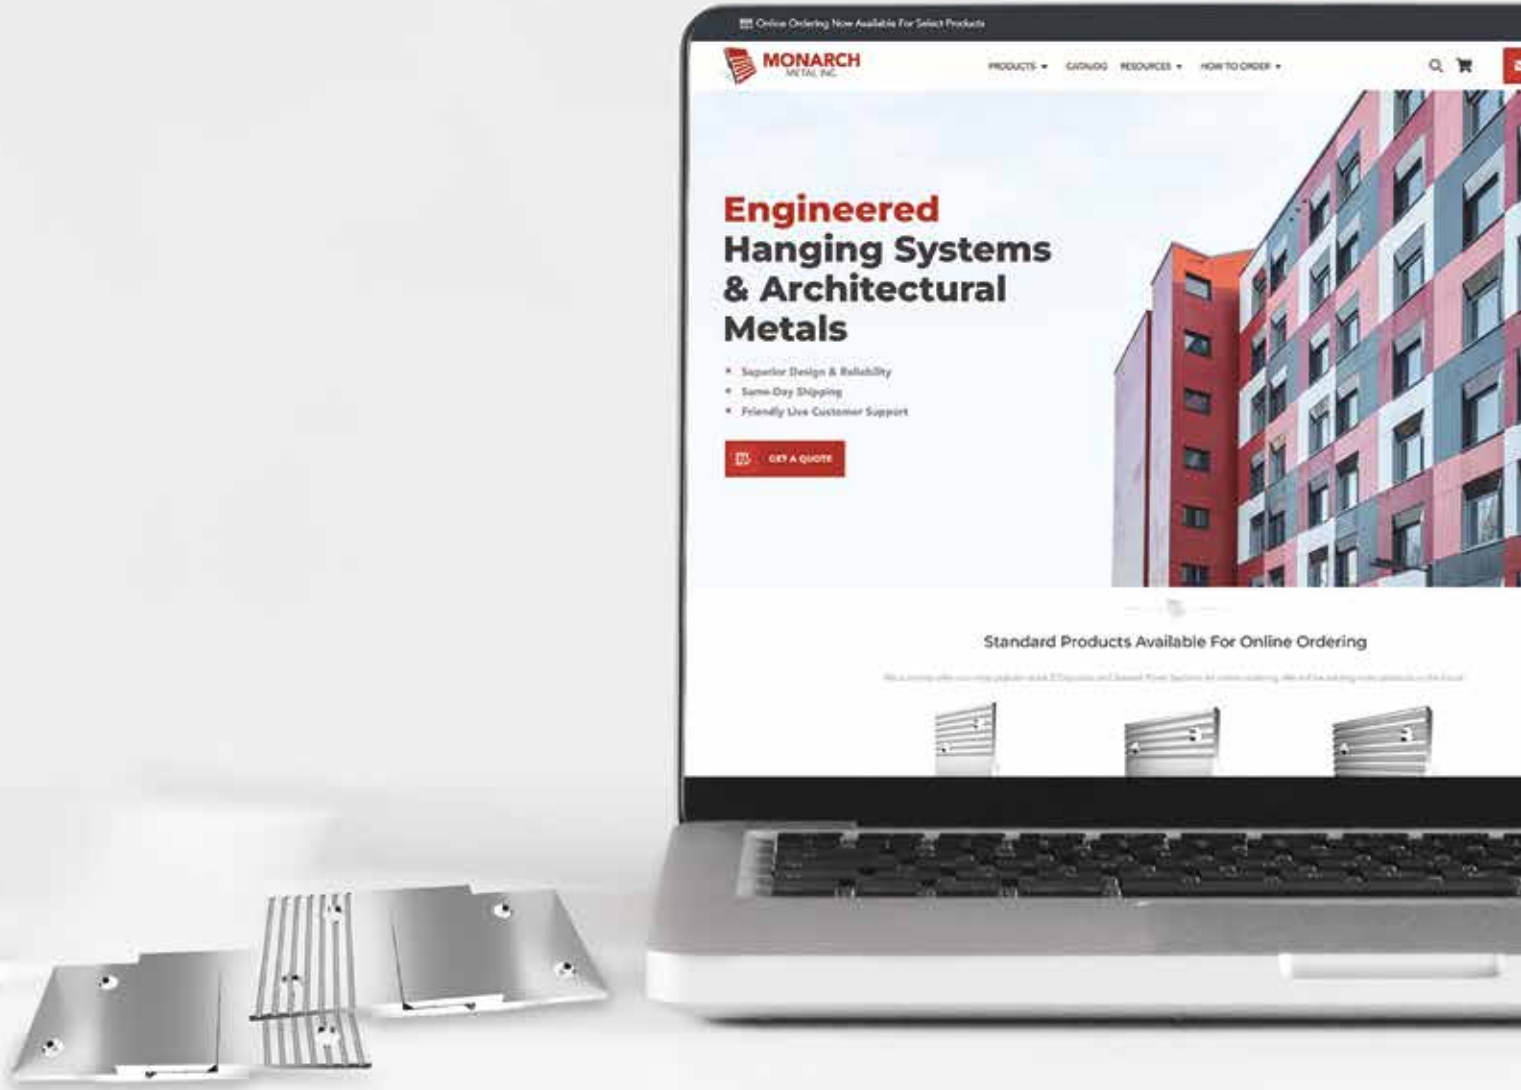 Online Ordering Now Available For Select Products
MONARCH
METAL INC.
PRODUCTS CATALOG RESOURCES HOW TO ORDER
Engineered
Hanging Systems
& Architectural
Metals
Superior Design & Reliability
Same-Day Shipping
Friendly Live Customer Support
GET A QUOTE
Standard Products Available For Online Ordering